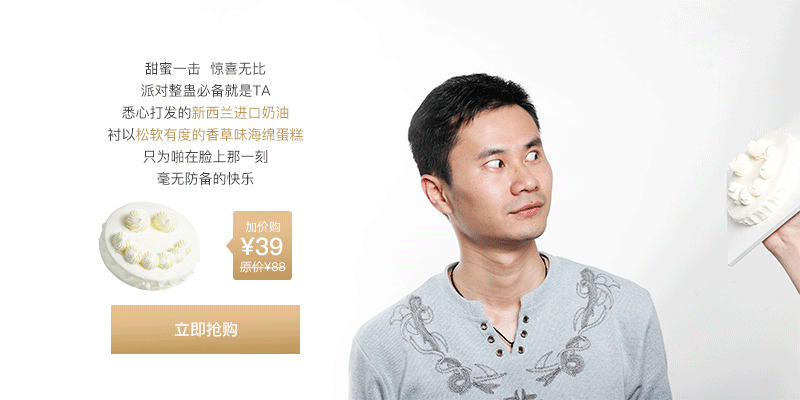 甜蜜一击 惊喜无比
派对整蛊必备就是TA
悉心打发的新西兰进口奶油
衬以松软有度的香草味海绵蛋糕
只为啪在脸上那一刻
毫无防备的快乐
加价购
¥39
原价¥88
立即抢购